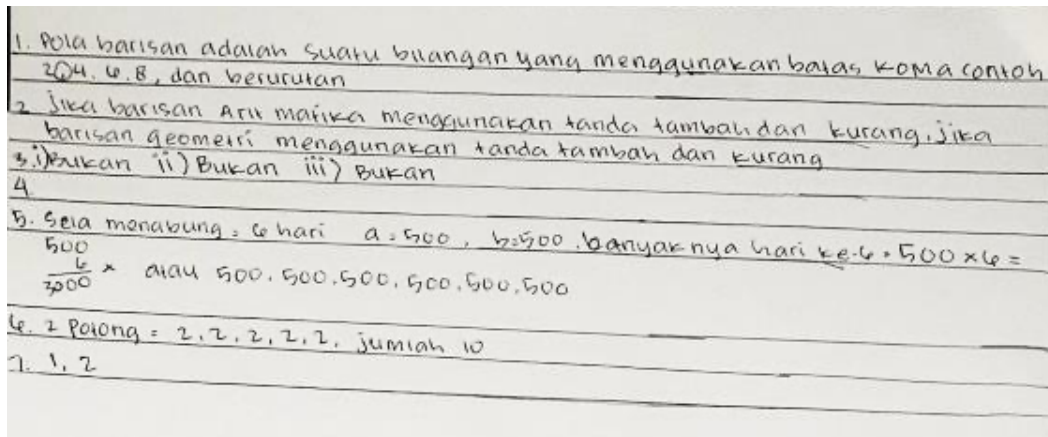 1. Pola barisan adalah suatu bilangan yang menggunakan batas koma contoh
2,4.6.8, dan berurutan
2 Jika barisan Aritmatika menggunakan tanda tambah dan kurang. jika
barisan geometri menggunakan tanda tambah dan kurang
3. i) Bukan ii) Bukan iii) Bukan
4
5. Sela menabung = 6 hari a = 500, b = 500. banyaknya hari ke-6 = 500 x 6 =
500
6 x atau 500.500.500.500.500.500
3000
6. 2 Potong = 2.2.2.2.2. jumlah 10
7. 1, 2